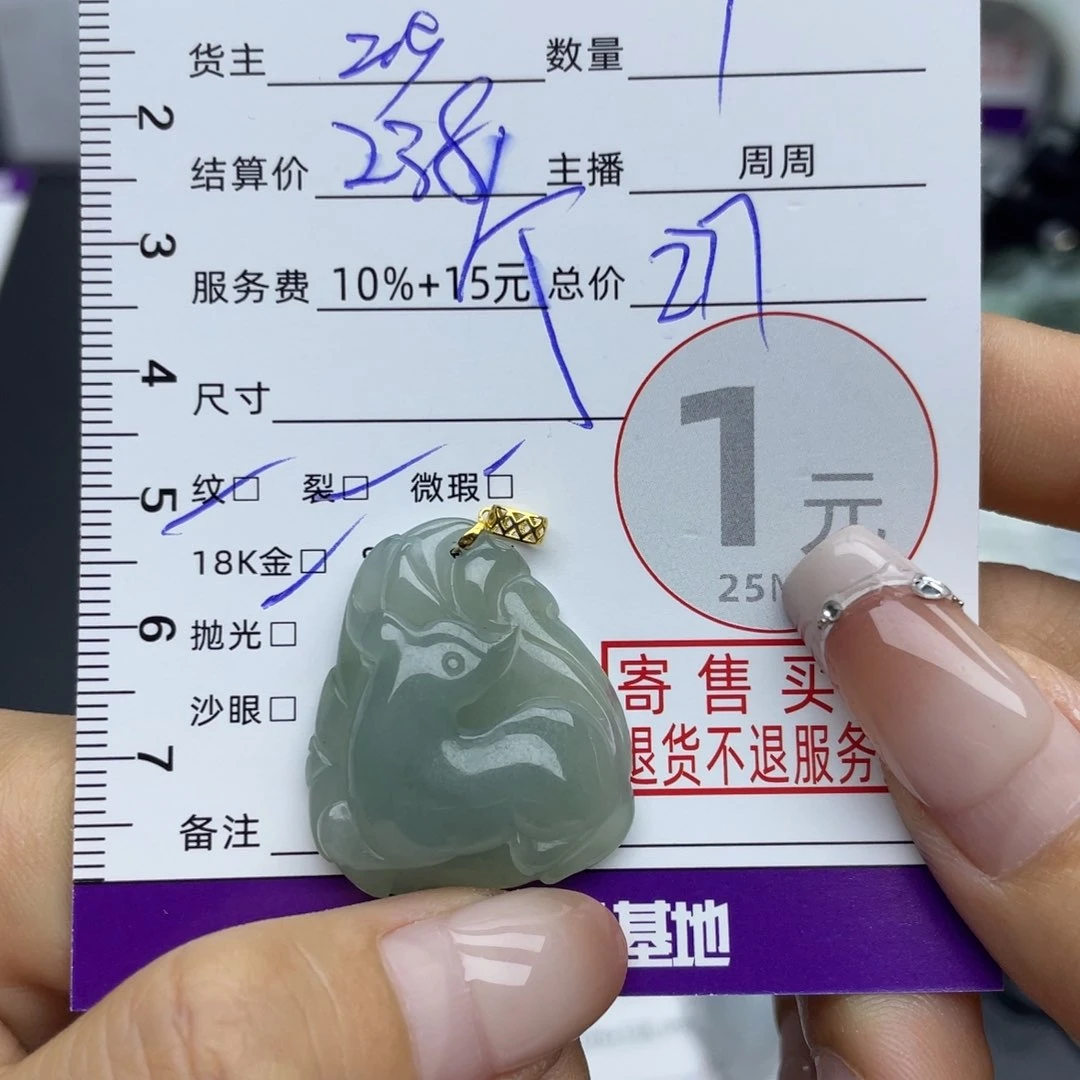 货主 数量 1
2
结算价 238 主播 周周
3
服务费 10%+15元 总价 277
4
尺寸
1元
25M
5
纹□ 裂□ 微瑕□
18K金□
6
抛光□
寄售买
沙眼□
退货不退服务
7
备注
基地